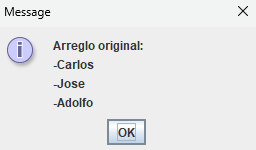 Message
Arreglo original:
-Carlos
-Jose
-Adolfo
OK